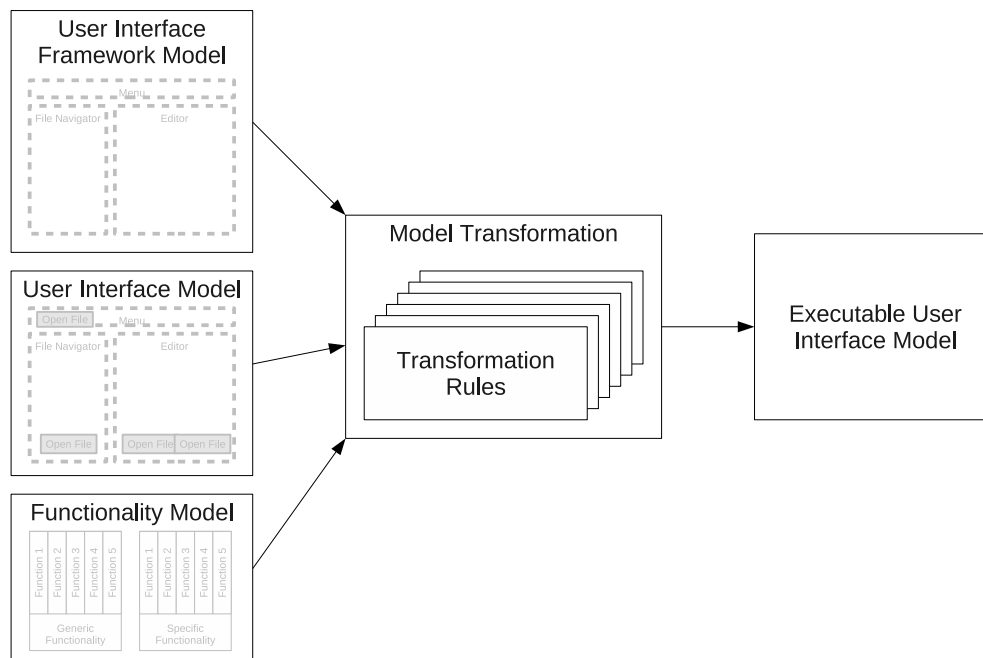 User Interface
Framework Model
Menu
File Navigator
Editor
User Interface Model
Open File
Menu
File Navigator
Editor
Open File
Open File
Open File
Functionality Model
Function 1
Function 2
Function 3
Function 4
Function 5
Generic
Functionality
Function 1
Function 2
Function 3
Function 4
Function 5
Specific
Functionality
Model Transformation
Transformation
Rules
Executable User
Interface Model